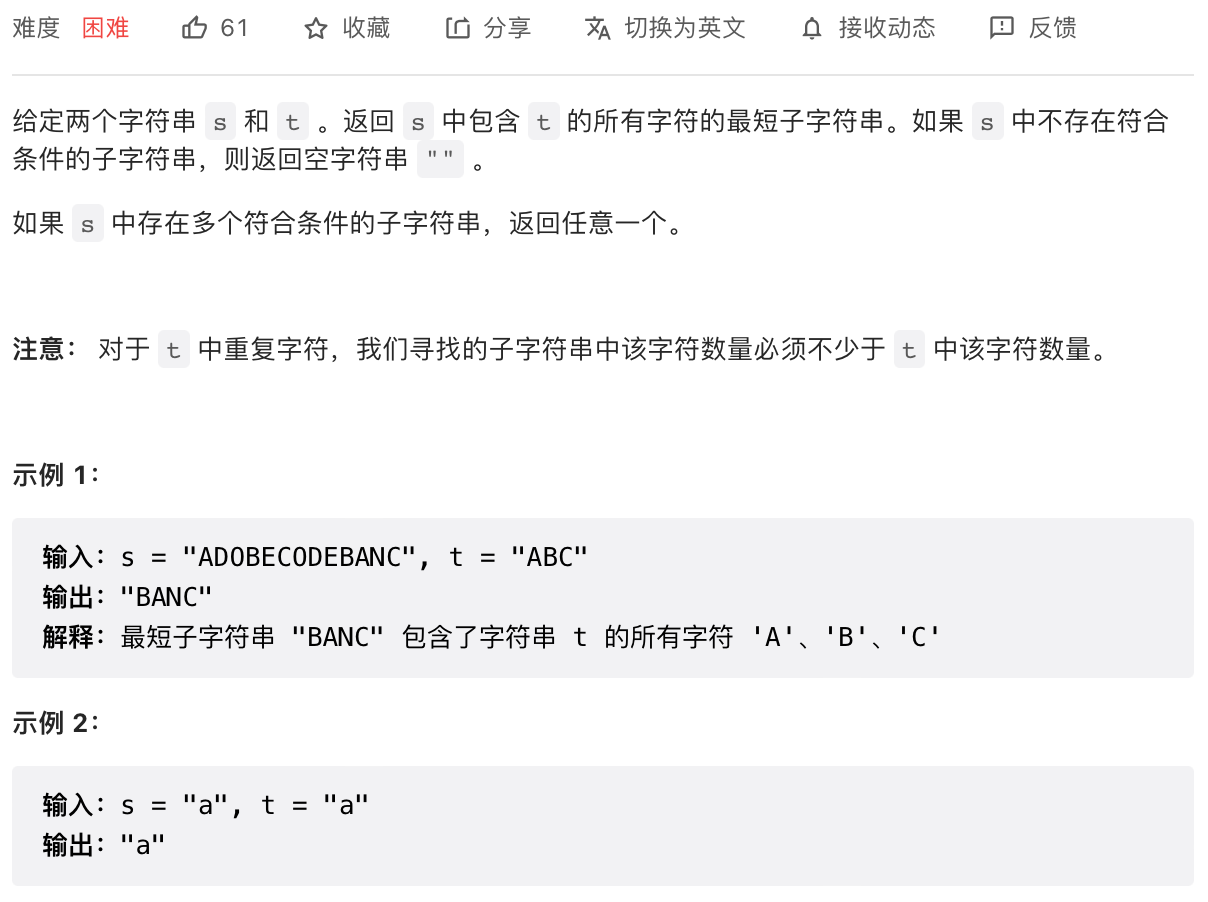 难度 困难 61 收藏 分享 切换为英文 接收动态 反馈
给定两个字符串 s 和 t 。返回 s 中包含 t 的所有字符的最短子字符串。如果 s 中不存在符合
条件的子字符串，则返回空字符串 "" 。
如果 s 中存在多个符合条件的子字符串，返回任意一个。
注意： 对于 t 中重复字符，我们寻找的子字符串中该字符数量必须不少于 t 中该字符数量。
示例 1：
输入：s = "ADOBECODEBANC", t = "ABC"
输出："BANC"
解释：最短子字符串 "BANC" 包含了字符串 t 的所有字符 'A'、'B'、'C'
示例 2：
输入：s = "a", t = "a"
输出："a"